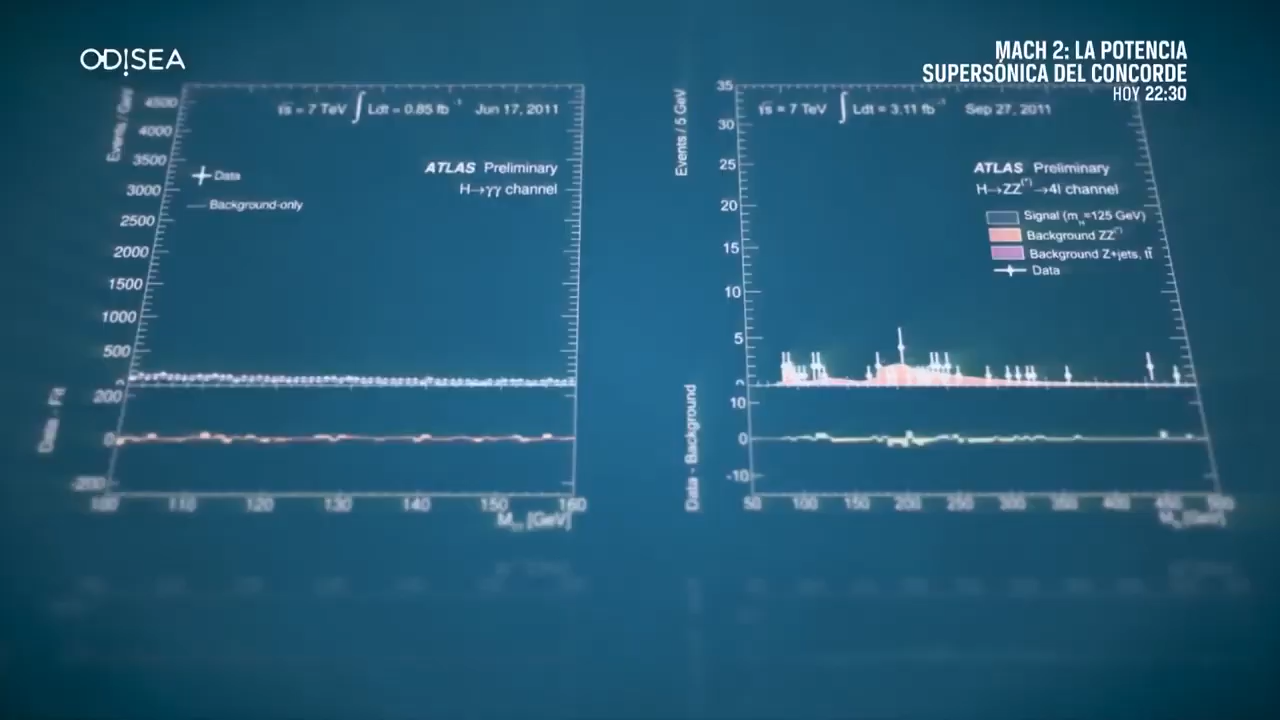 OD!SEA
MACH 2: LA POTENCIA
SUPERSÓNICA DEL CONCORDE
HOY 22:30
Events / GeV
4500
4000
3500
3000
2500
2000
1500
1000
500
0
200
0
-200
Data - Fit
√s = 7 TeV ∫ Ldt = 0.85 fb⁻¹ Jun 17, 2011
ATLAS Preliminary
H→γγ channel
Data
Background-only
100 110 120 130 140 150 160
[GeV]
Events / 5 GeV
35
30
25
20
15
10
5
0
10
0
-10
Data - Background
√s = 7 TeV ∫ Ldt = 3.11 fb⁻¹ Sep 27, 2011
ATLAS Preliminary
H→ZZ(*)→4l channel
Signal (mH=125 GeV)
Background ZZ(*)
Background Z+jets, tt̄
Data
50 100 150 200 250 300 350 400 450